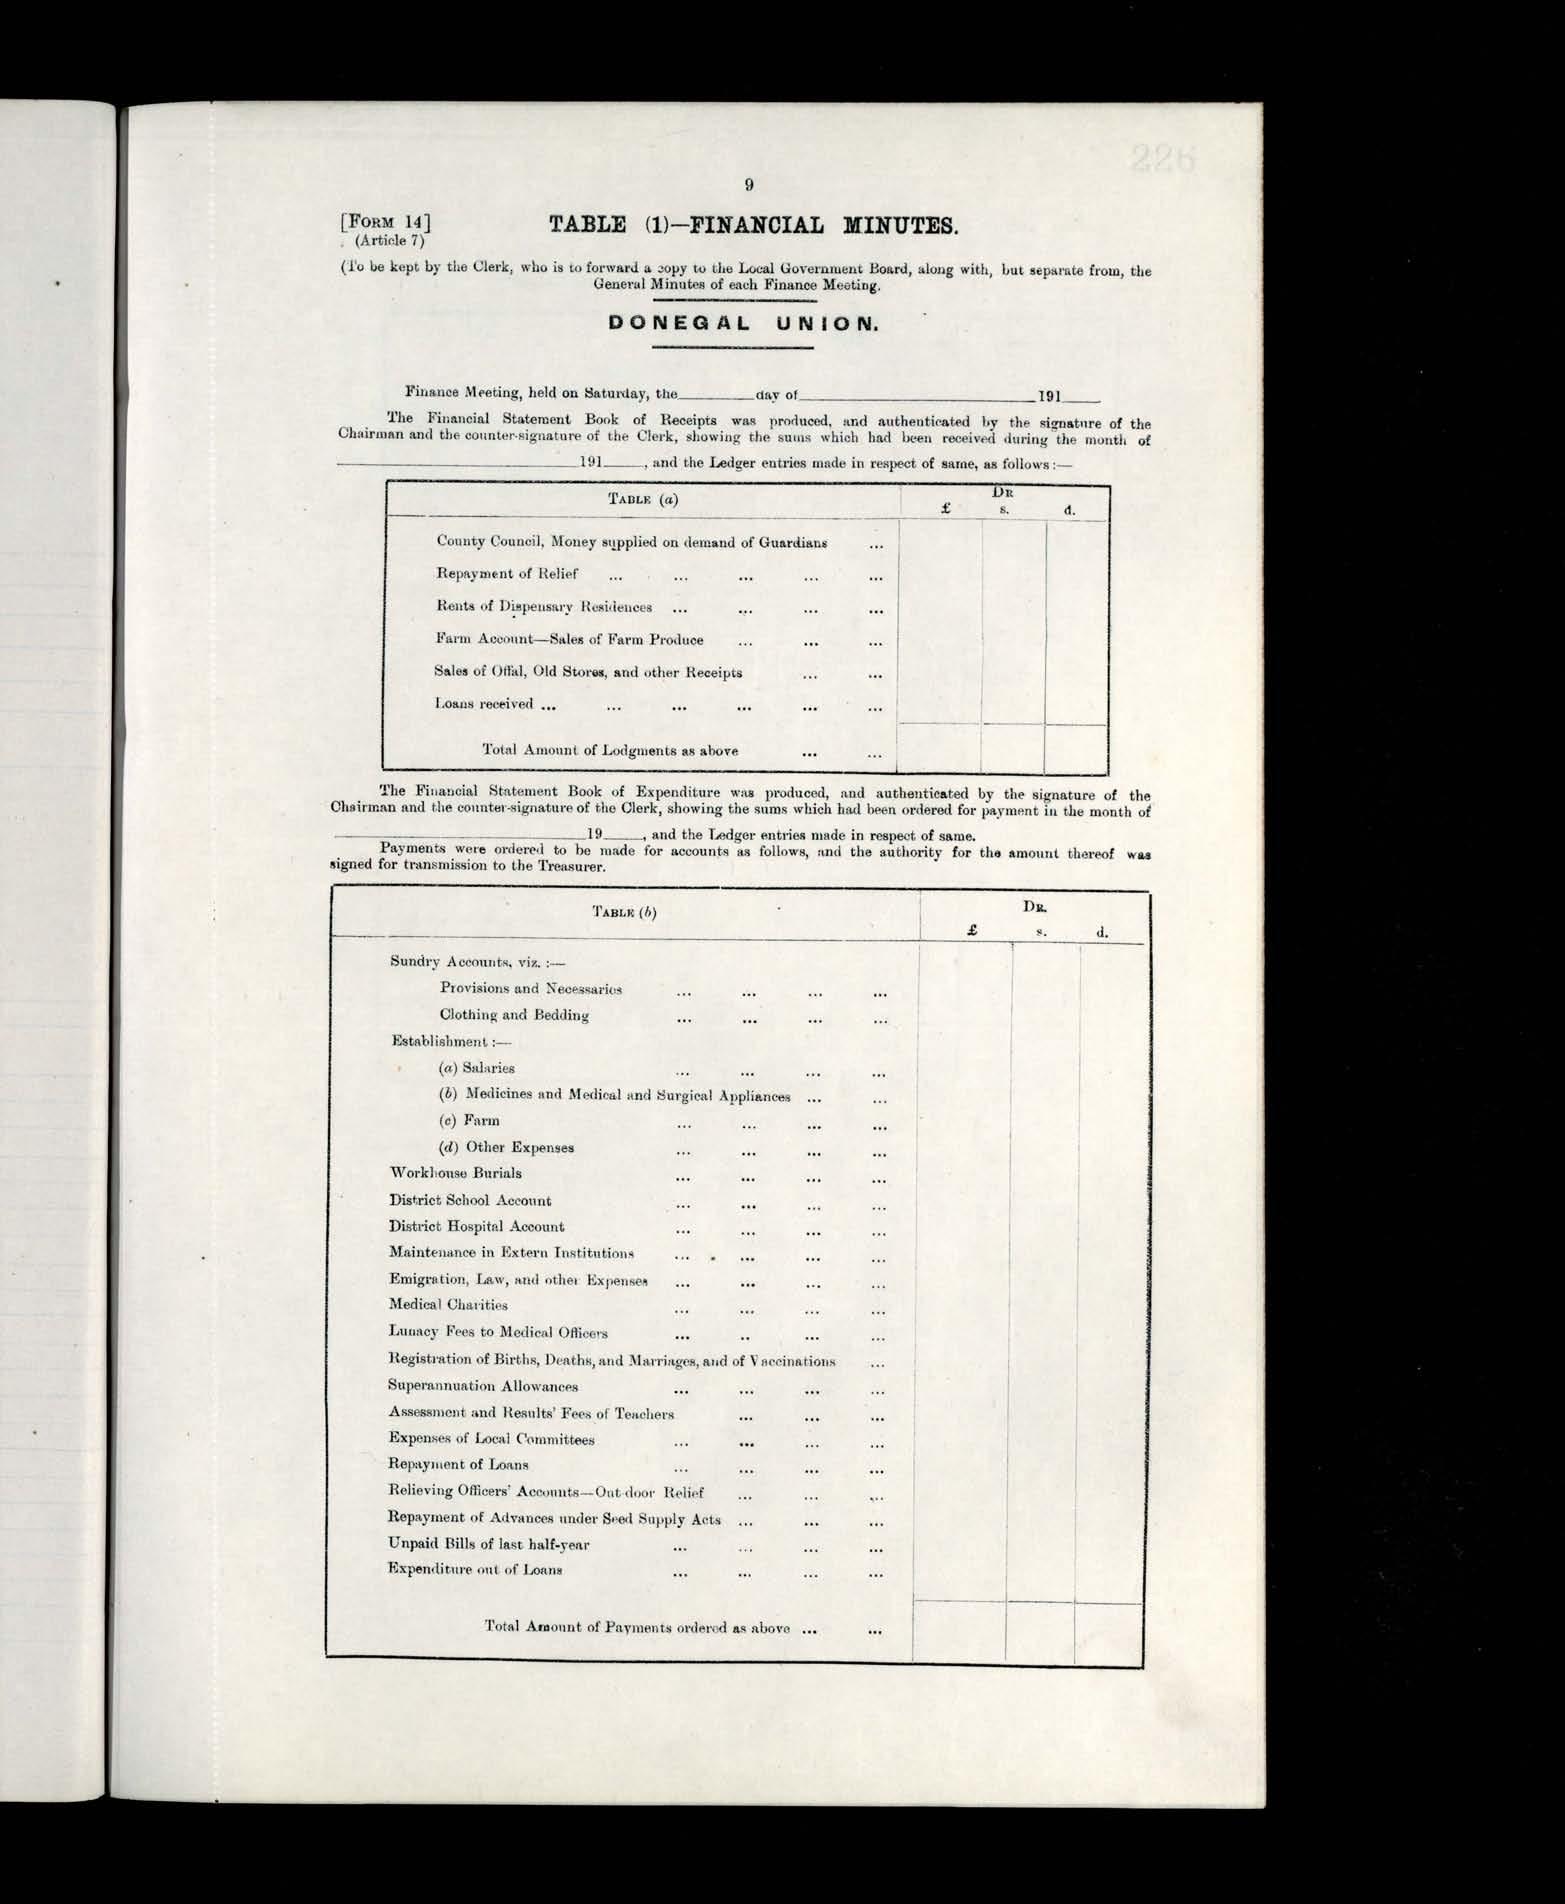 226
9
[FORM 14]
(Article 7)
TABLE (1)—FINANCIAL MINUTES.
(To be kept by the Clerk, who is to forward a copy to the Local Government Board, along with, but separate from, the
General Minutes of each Finance Meeting.
DONEGAL UNION.
Finance Meeting, held on Saturday, the________day of________________________191____
The Financial Statement Book of Receipts was produced, and authenticated by the signature of the
Chairman and the counter-signature of the Clerk, showing the sums which had been received during the month of
________________________191____, and the Ledger entries made in respect of same, as follows:—
TABLE (a)
DR
£ s. d.
County Council, Money supplied on demand of Guardians ...
Repayment of Relief ... ... ... ... ...
Rents of Dispensary Residences ... ... ... ...
Farm Account—Sales of Farm Produce ... ... ...
Sales of Offal, Old Stores, and other Receipts ... ...
Loans received ... ... ... ... ... ...
Total Amount of Lodgments as above ... ...
The Financial Statement Book of Expenditure was produced, and authenticated by the signature of the
Chairman and the counter-signature of the Clerk, showing the sums which had been ordered for payment in the month of
________________________19____, and the Ledger entries made in respect of same.
Payments were ordered to be made for accounts as follows, and the authority for the amount thereof was
signed for transmission to the Treasurer.
TABLE (b)
DR.
£ s. d.
Sundry Accounts, viz. :—
Provisions and Necessaries ... ... ... ...
Clothing and Bedding ... ... ... ...
Establishment :—
(a) Salaries ... ... ... ...
(b) Medicines and Medical and Surgical Appliances ... ...
(c) Farm ... ... ... ...
(d) Other Expenses ... ... ... ...
Workhouse Burials ... ... ... ...
District School Account ... ... ... ...
District Hospital Account ... ... ... ...
Maintenance in Extern Institutions ... ... ... ...
Emigration, Law, and other Expenses ... ... ... ...
Medical Charities ... ... ... ...
Lunacy Fees to Medical Officers ... .. ... ...
Registration of Births, Deaths, and Marriages, and of Vaccinations ...
Superannuation Allowances ... ... ... ...
Assessment and Results' Fees of Teachers ... ... ...
Expenses of Local Committees ... ... ... ...
Repayment of Loans ... ... ... ...
Relieving Officers' Accounts—Out-door Relief ... ... ...
Repayment of Advances under Seed Supply Acts ... ... ...
Unpaid Bills of last half-year ... ... ... ...
Expenditure out of Loans ... ... ... ...
Total Amount of Payments ordered as above ... ...